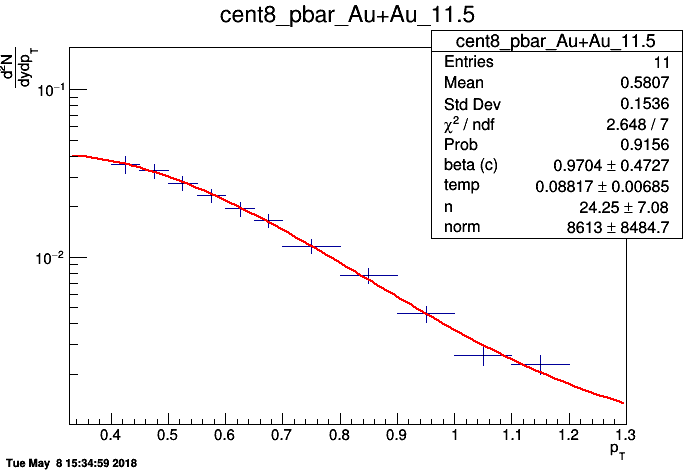 cent8_pbar_Au+Au_11.5
d²N
dydp_T
cent8_pbar_Au+Au_11.5
Entries 11
Mean 0.5807
Std Dev 0.1536
χ² / ndf 2.648 / 7
Prob 0.9156
beta (c) 0.9704 ± 0.4727
temp 0.08817 ± 0.00685
n 24.25 ± 7.08
norm 8613 ± 8484.7
10⁻¹
10⁻²
0.4 0.5 0.6 0.7 0.8 0.9 1 1.1 1.2 1.3
p_T
Tue May 8 15:34:59 2018